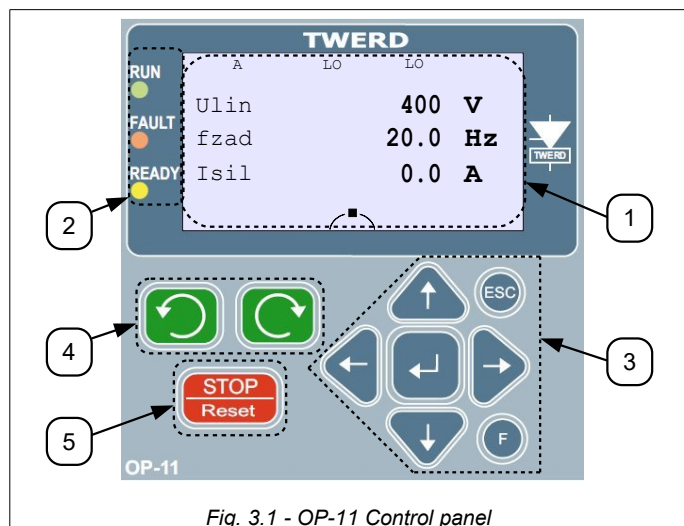 TWERD
RUN
A LO LO
Ulin 400 V
FAULT
fzad 20.0 Hz
TWERD
READY
Isil 0.0 A
1
2
ESC
4
3
STOP
Reset
5
F
OP-11
Fig. 3.1 - OP-11 Control panel